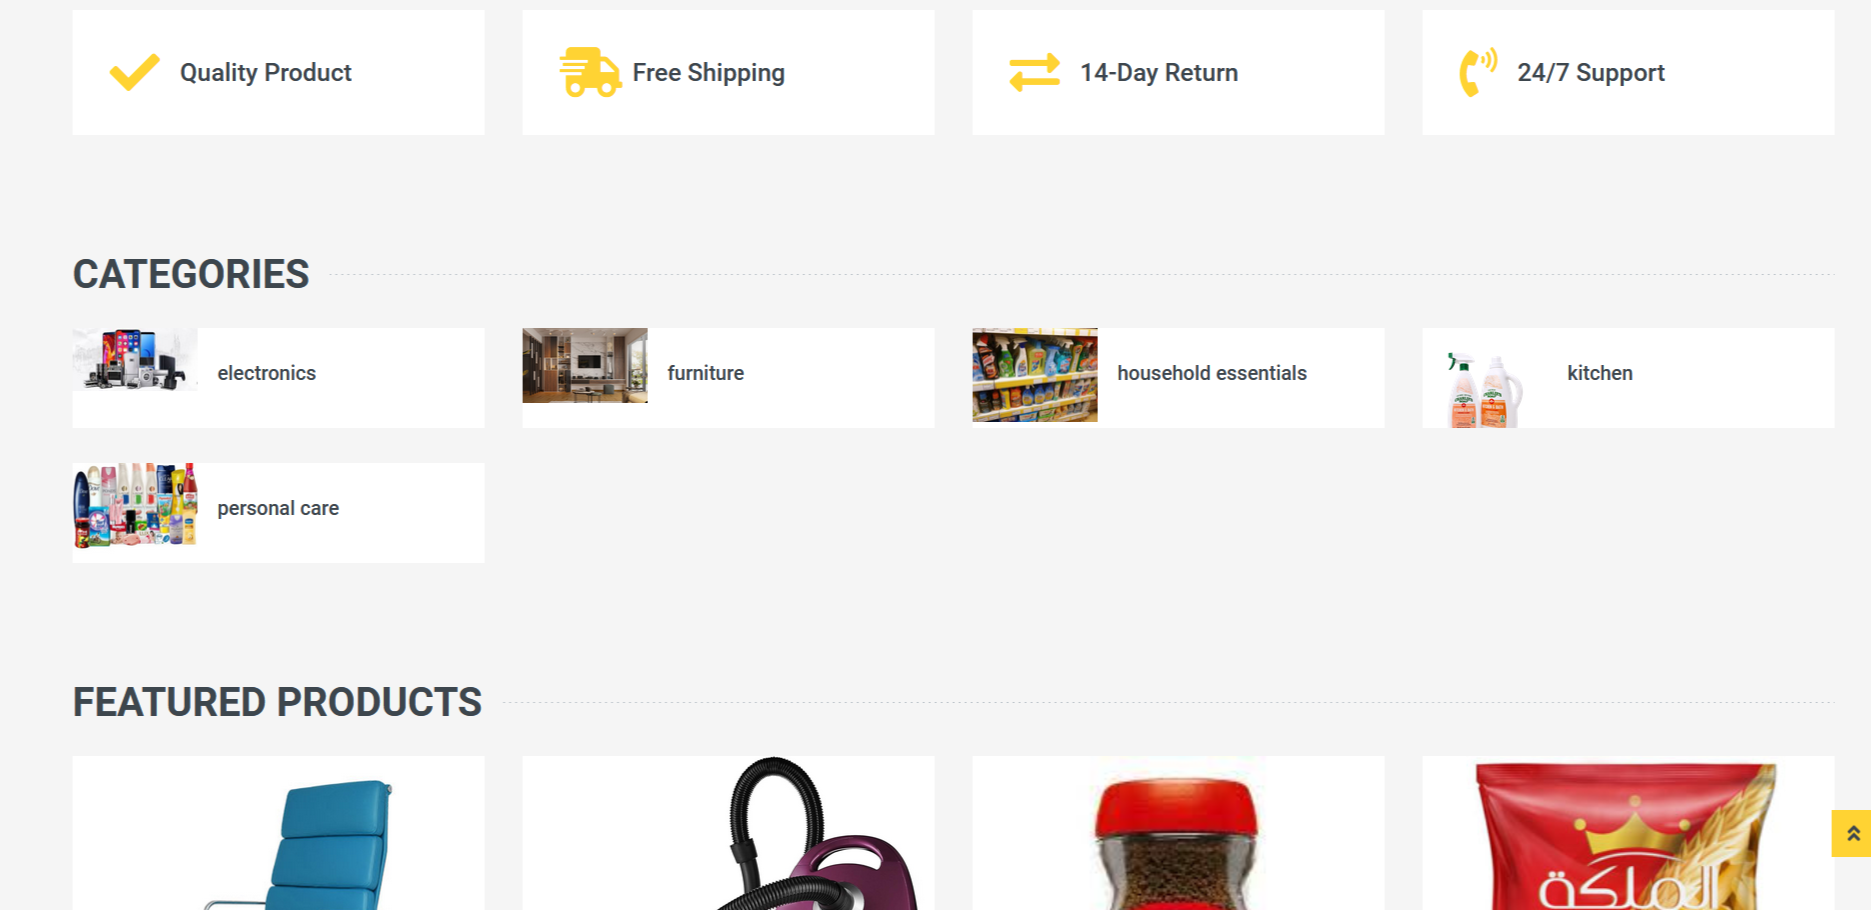 Quality Product
Free Shipping
14-Day Return
24/7 Support
CATEGORIES
electronics
furniture
household essentials
kitchen
personal care
FEATURED PRODUCTS
الملكة